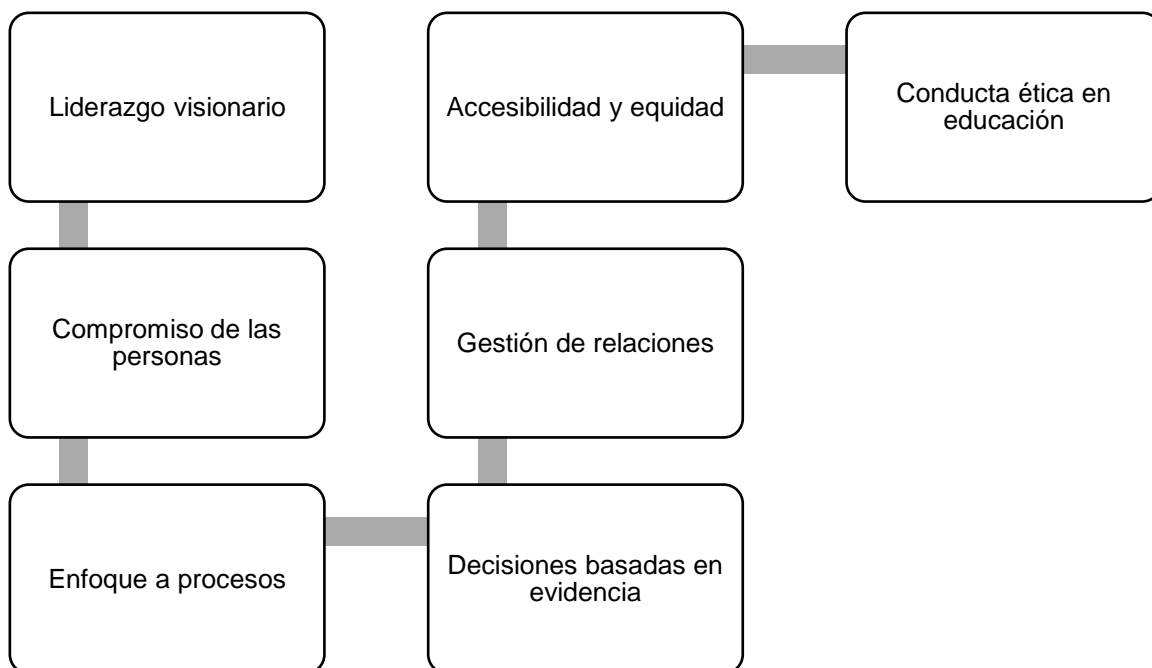 Liderazgo visionario
Compromiso de las
personas
Enfoque a procesos
Decisiones basadas en
evidencia
Gestión de relaciones
Accesibilidad y equidad
Conducta ética en
educación